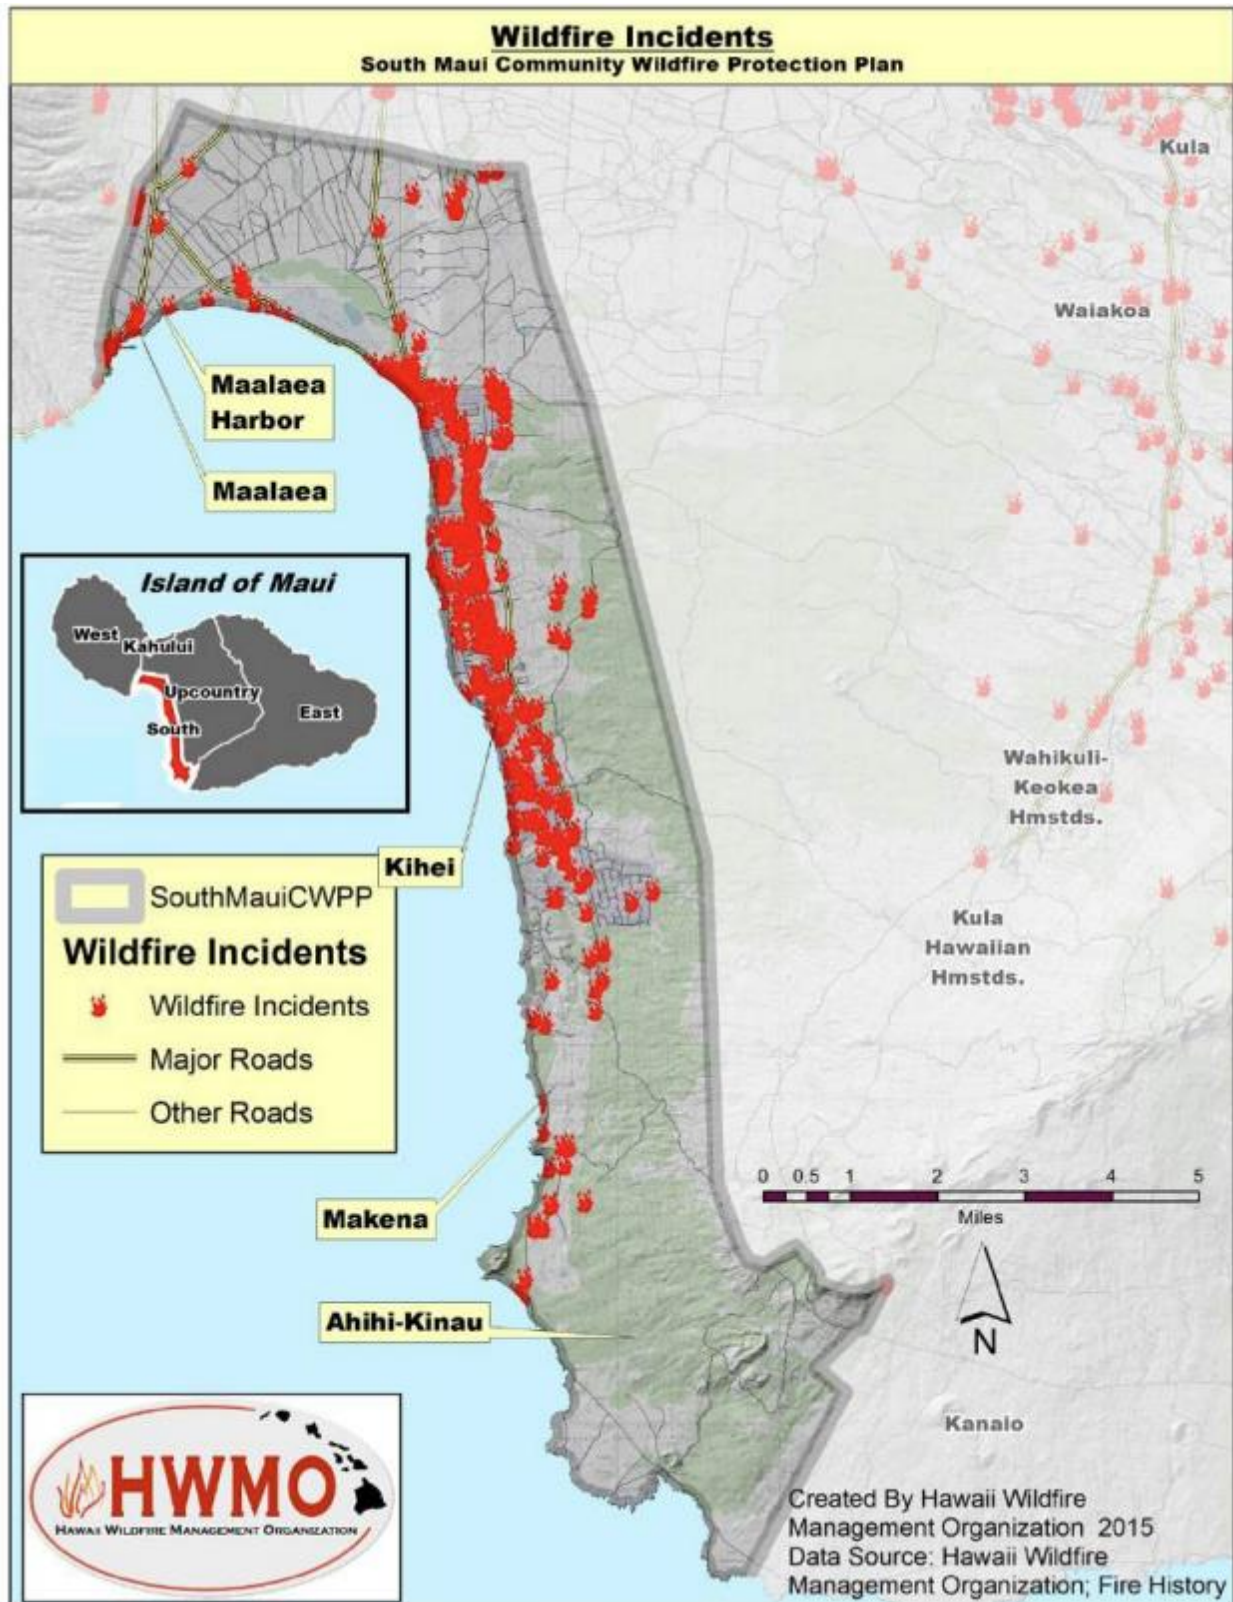 Wildfire Incidents
South Maui Community Wildfire Protection Plan
Kula
Waiakoa
Maalaea
Harbor
Maalaea
Island of Maui
West
Kahului
Upcountry
East
South
Wahikuli-
Keokea
Hmstds.
Kihei
SouthMauiCWPP
Wildfire Incidents
Wildfire Incidents
Major Roads
Other Roads
Kula
Hawaiian
Hmstds.
0 0.5 1 2 3 4 5
Miles
Makena
N
Ahihi-Kinau
Kanaio
HWMO
HAWAII WILDFIRE MANAGEMENT ORGANIZATION
Created By Hawaii Wildfire
Management Organization 2015
Data Source: Hawaii Wildfire
Management Organization; Fire History